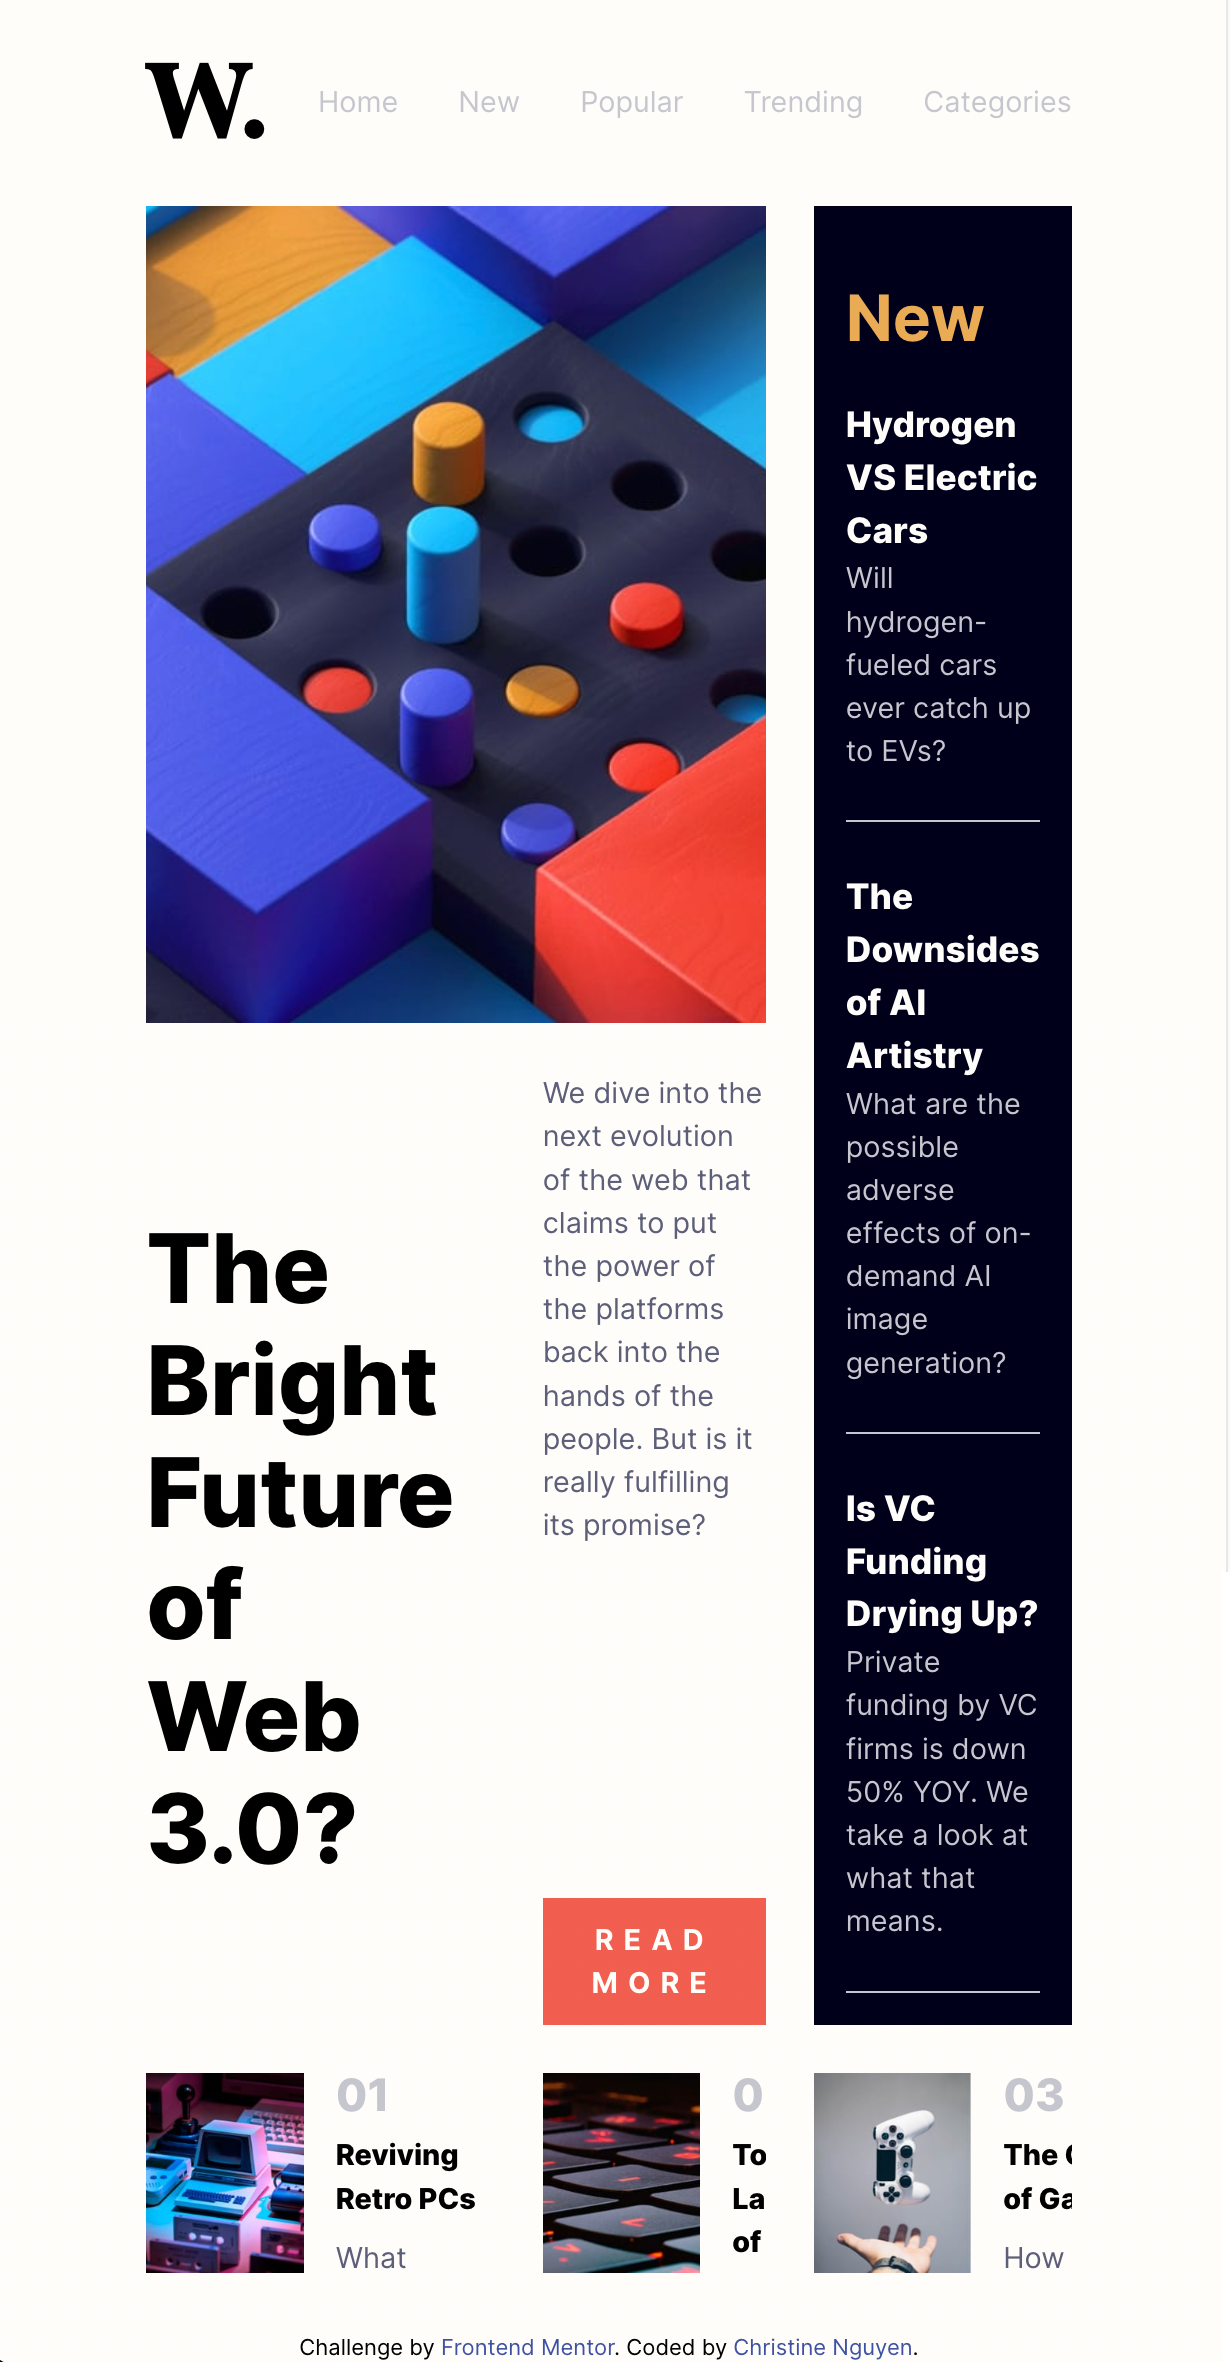 W.
Home New Popular Trending Categories
New
Hydrogen
VS Electric
Cars
Will
hydrogen-
fueled cars
ever catch up
to EVs?
The
Downsides
of AI
Artistry
What are the
possible
adverse
effects of on-
demand AI
image
generation?
Is VC
Funding
Drying Up?
Private
funding by VC
firms is down
50% YOY. We
take a look at
what that
means.
The
Bright
Future
of
Web
3.0?
We dive into the
next evolution
of the web that
claims to put
the power of
the platforms
back into the
hands of the
people. But is it
really fulfilling
its promise?
READ
MORE
01
Reviving
Retro PCs
What
0
To
La
of
03
The
of Ga
How
Challenge by Frontend Mentor. Coded by Christine Nguyen.